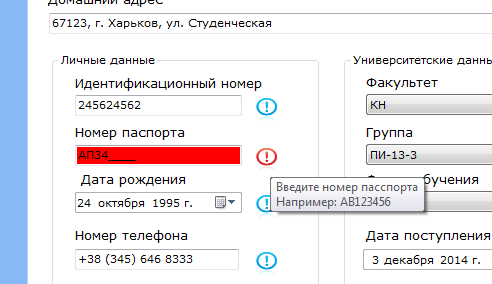 Домашний адрес
67123, г. Харьков, ул. Студенческая
Личные данные
Идентификационный номер
245624562
Номер паспорта
АП34____
Дата рождения
24 октября 1995 г.
Номер телефона
+38 (345) 646 8333
Введите номер пасспорта
Например: АВ123456
Университетские данны
Факультет
КН
Группа
ПИ-13-3
обучения
Дата поступления
3 декабря 2014 г.